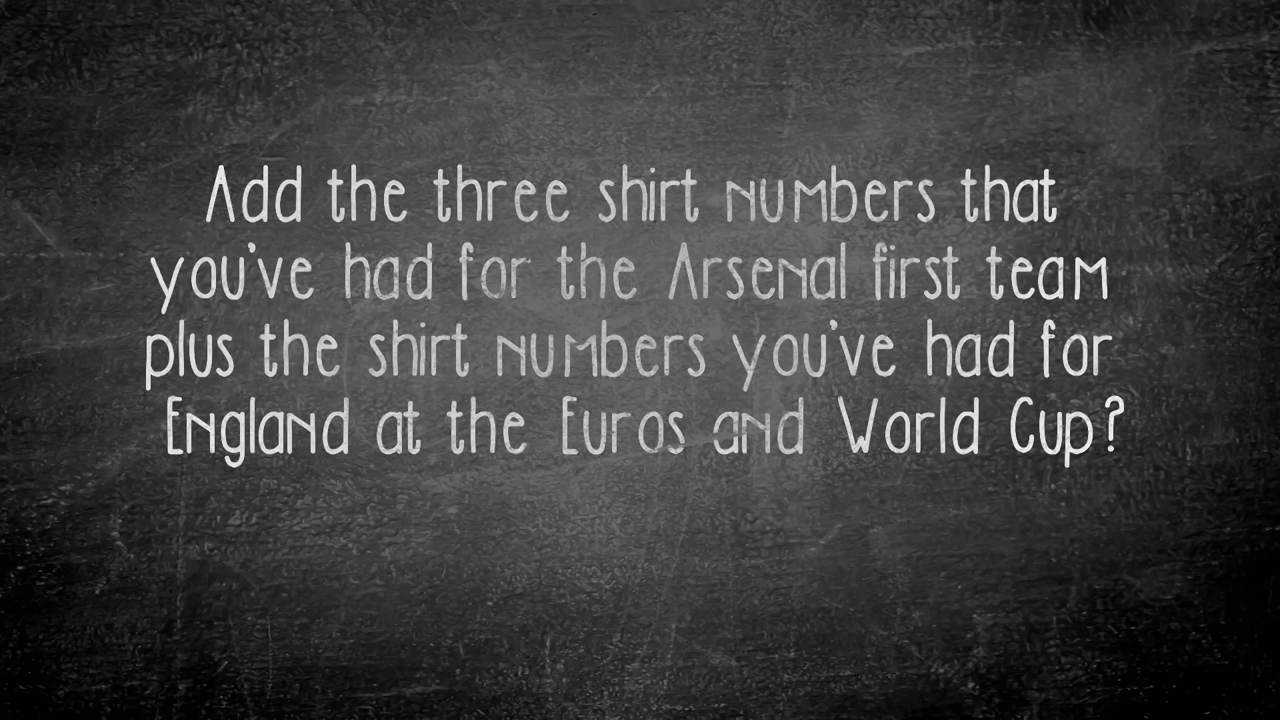 Add the three shirt numbers that
you've had for the Arsenal first team
plus the shirt numbers you've had for
England at the Euros and World Cup?